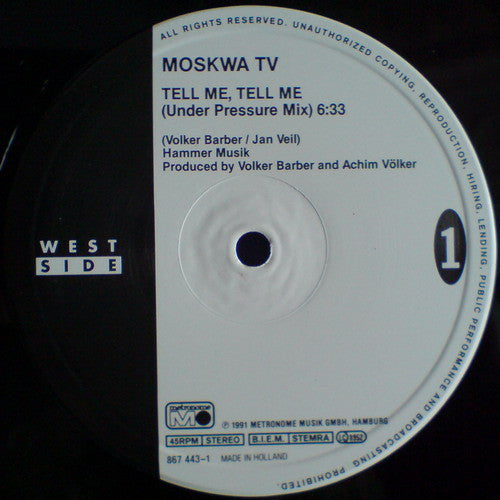 ALL RIGHTS RESERVED. UNAUTHORIZED COPYING, REPRODUCTION, HIRING, LENDING, PUBLIC PERFORMANCE AND BROADCASTING PROHIBITED.
MOSKWA TV
TELL ME, TELL ME
(Under Pressure Mix) 6:33
(Volker Barber / Jan Veil)
Hammer Musik
Produced by Volker Barber and Achim Völker
WEST
SIDE
1
metronome
℗ 1991 METRONOME MUSIK GMBH, HAMBURG
45RPM STEREO B.I.E.M. STEMRA LC 0352
867 443-1 MADE IN HOLLAND